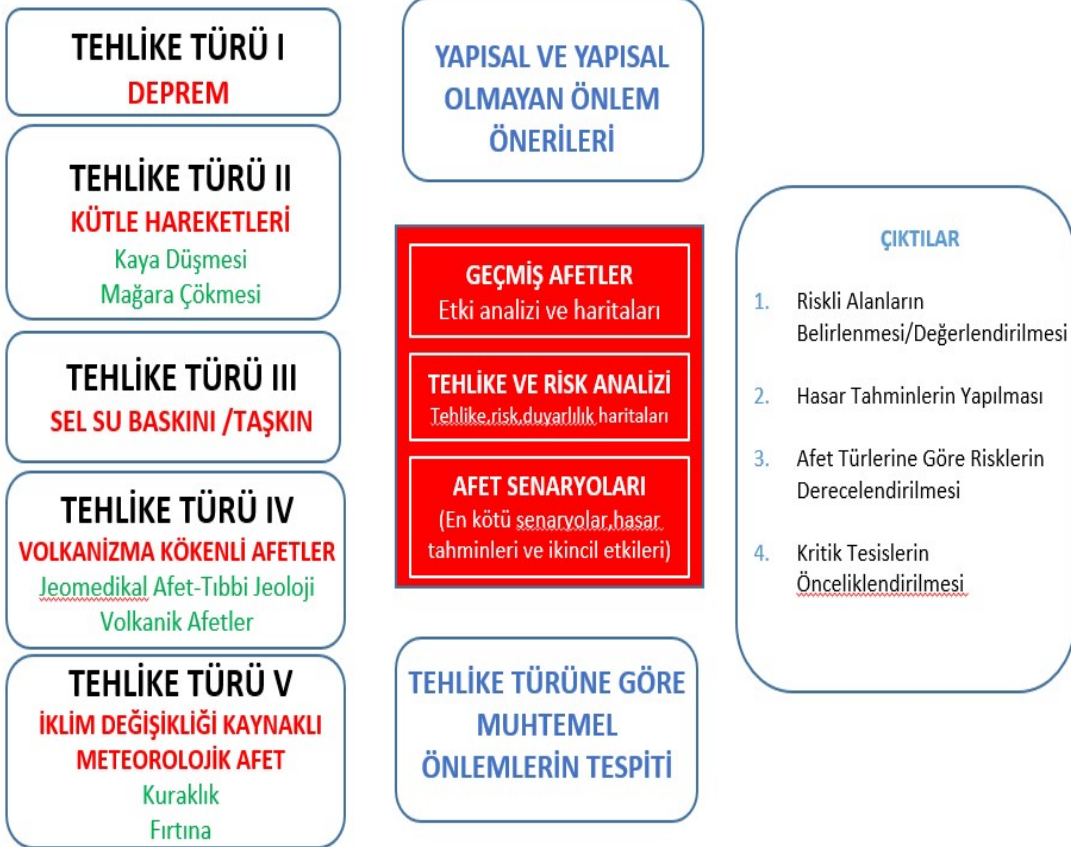 TEHLİKE TÜRÜ I
DEPREM
TEHLİKE TÜRÜ II
KÜTLE HAREKETLERİ
Kaya Düşmesi
Mağara Çökmesi
TEHLİKE TÜRÜ III
SEL SU BASKINI /TAŞKIN
TEHLİKE TÜRÜ IV
VOLKANİZMA KÖKENLİ AFETLER
Jeomedikal Afet-Tıbbi Jeoloji
Volkanik Afetler
TEHLİKE TÜRÜ V
İKLİM DEĞİŞİKLİĞİ KAYNAKLI
METEOROLOJİK AFET
Kuraklık
Fırtına
YAPISAL VE YAPISAL
OLMAYAN ÖNLEM
ÖNERİLERİ
GEÇMİŞ AFETLER
Etki analizi ve haritaları
TEHLİKE VE RİSK ANALİZİ
Tehlike,risk,duyarlılık haritaları
AFET SENARYOLARI
(En kötü senaryolar,hasar
tahminleri ve ikincil etkileri)
TEHLİKE TÜRÜNE GÖRE
MUHTEMEL
ÖNLEMLERİN TESPİTİ
ÇIKTILAR
1. Riskli Alanların
Belirlenmesi/Değerlendirilmesi
2. Hasar Tahminlerin Yapılması
3. Afet Türlerine Göre Risklerin
Derecelendirilmesi
4. Kritik Tesislerin
Önceliklendirilmesi